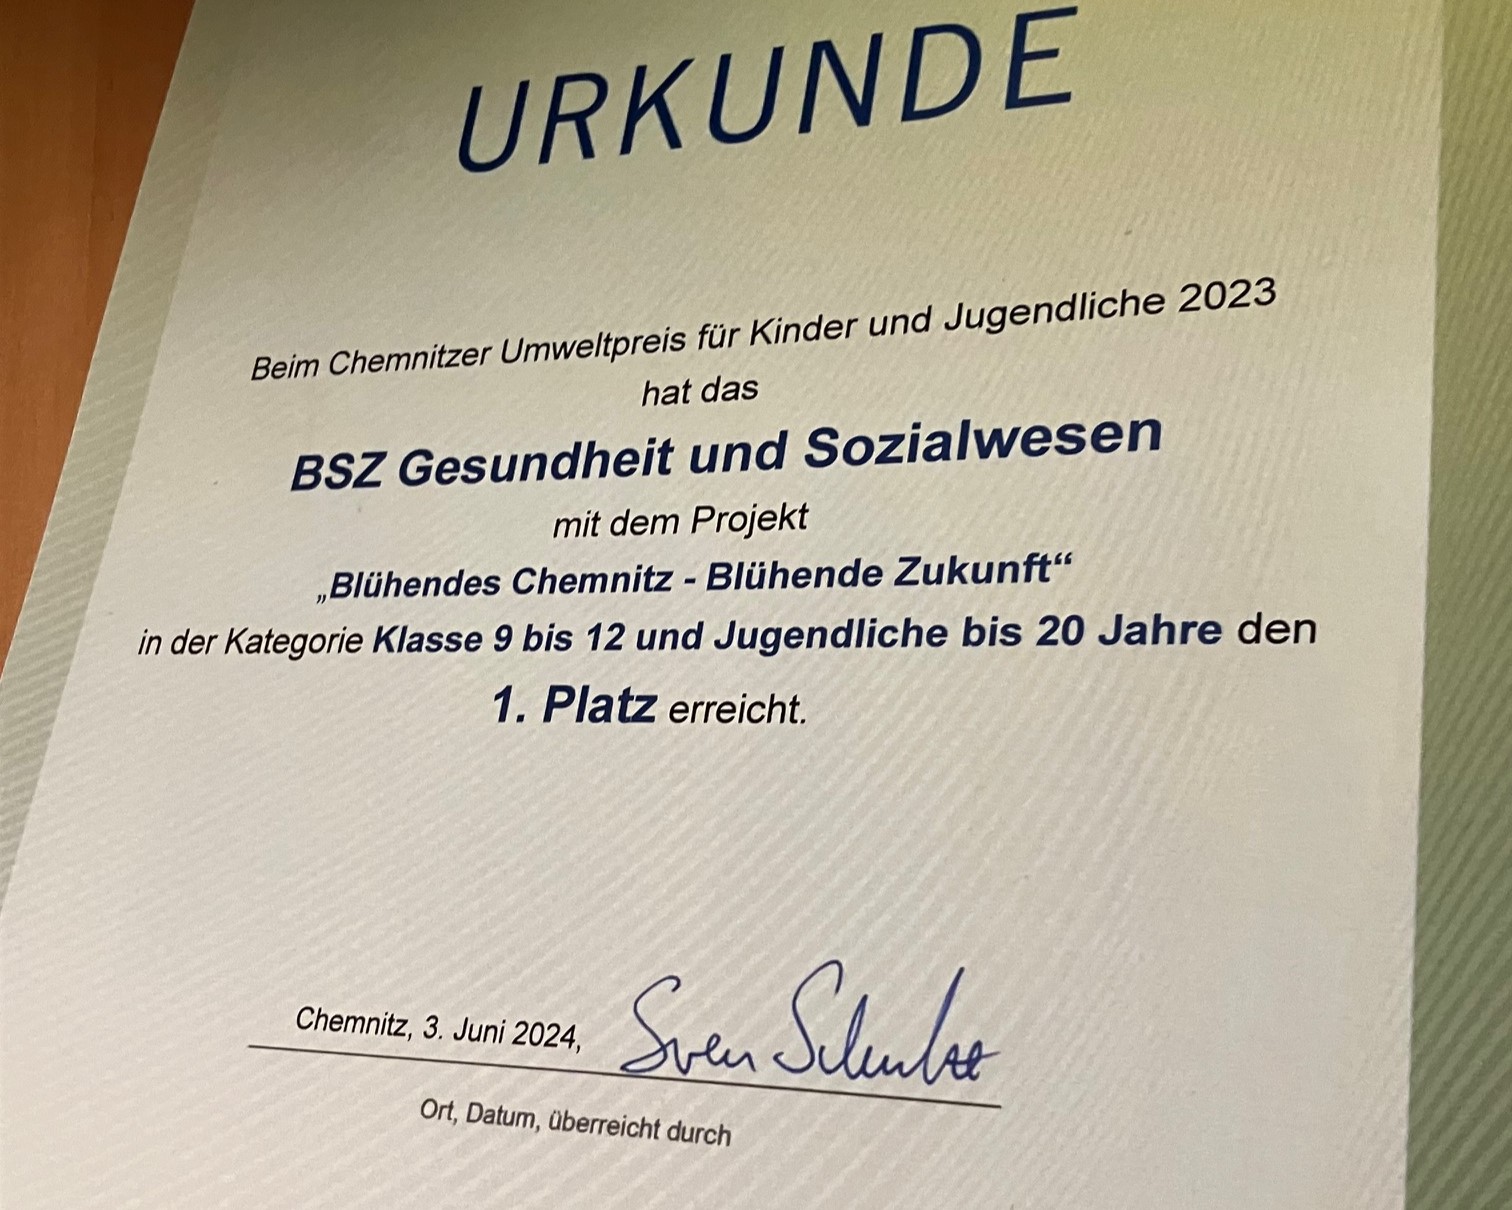 URKUNDE
Beim Chemnitzer Umweltpreis für Kinder und Jugendliche 2023
hat das
BSZ Gesundheit und Sozialwesen
mit dem Projekt
„Blühendes Chemnitz - Blühende Zukunft“
in der Kategorie Klasse 9 bis 12 und Jugendliche bis 20 Jahre den
1. Platz erreicht.
Chemnitz, 3. Juni 2024, Sven Schulze
Ort, Datum, überreicht durch